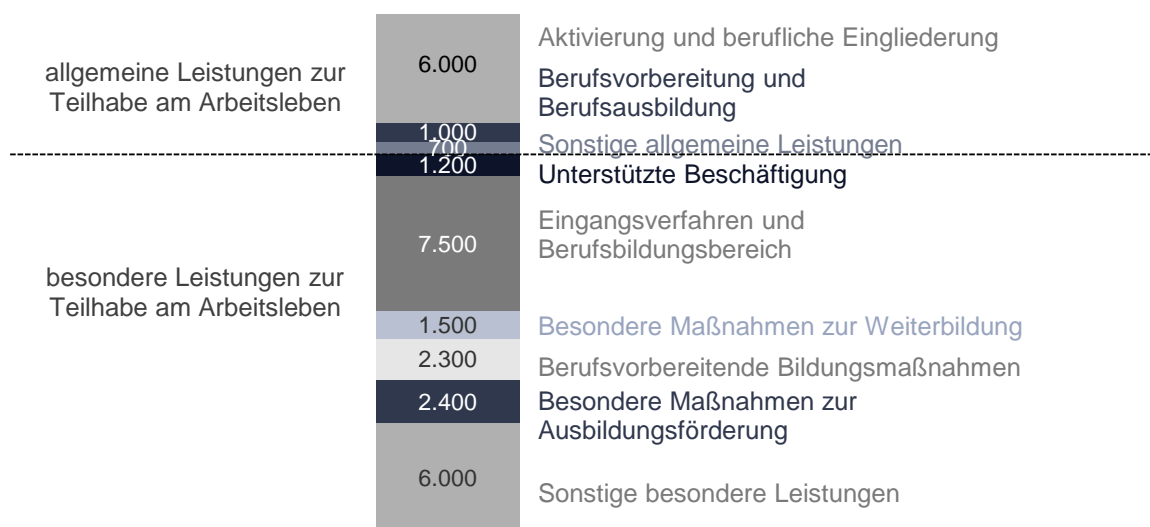 allgemeine Leistungen zur
Teilhabe am Arbeitsleben
6.000
Aktivierung und berufliche Eingliederung
Berufsvorbereitung und
Berufsausbildung
1.000
700
Sonstige allgemeine Leistungen
1.200
Unterstützte Beschäftigung
besondere Leistungen zur
Teilhabe am Arbeitsleben
7.500
Eingangsverfahren und
Berufsbildungsbereich
1.500
Besondere Maßnahmen zur Weiterbildung
2.300
Berufsvorbereitende Bildungsmaßnahmen
2.400
Besondere Maßnahmen zur
Ausbildungsförderung
6.000
Sonstige besondere Leistungen